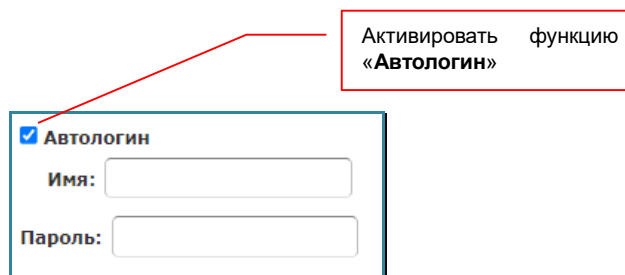 Активировать функцию
«Автологин»
Автологин
Имя:
Пароль: